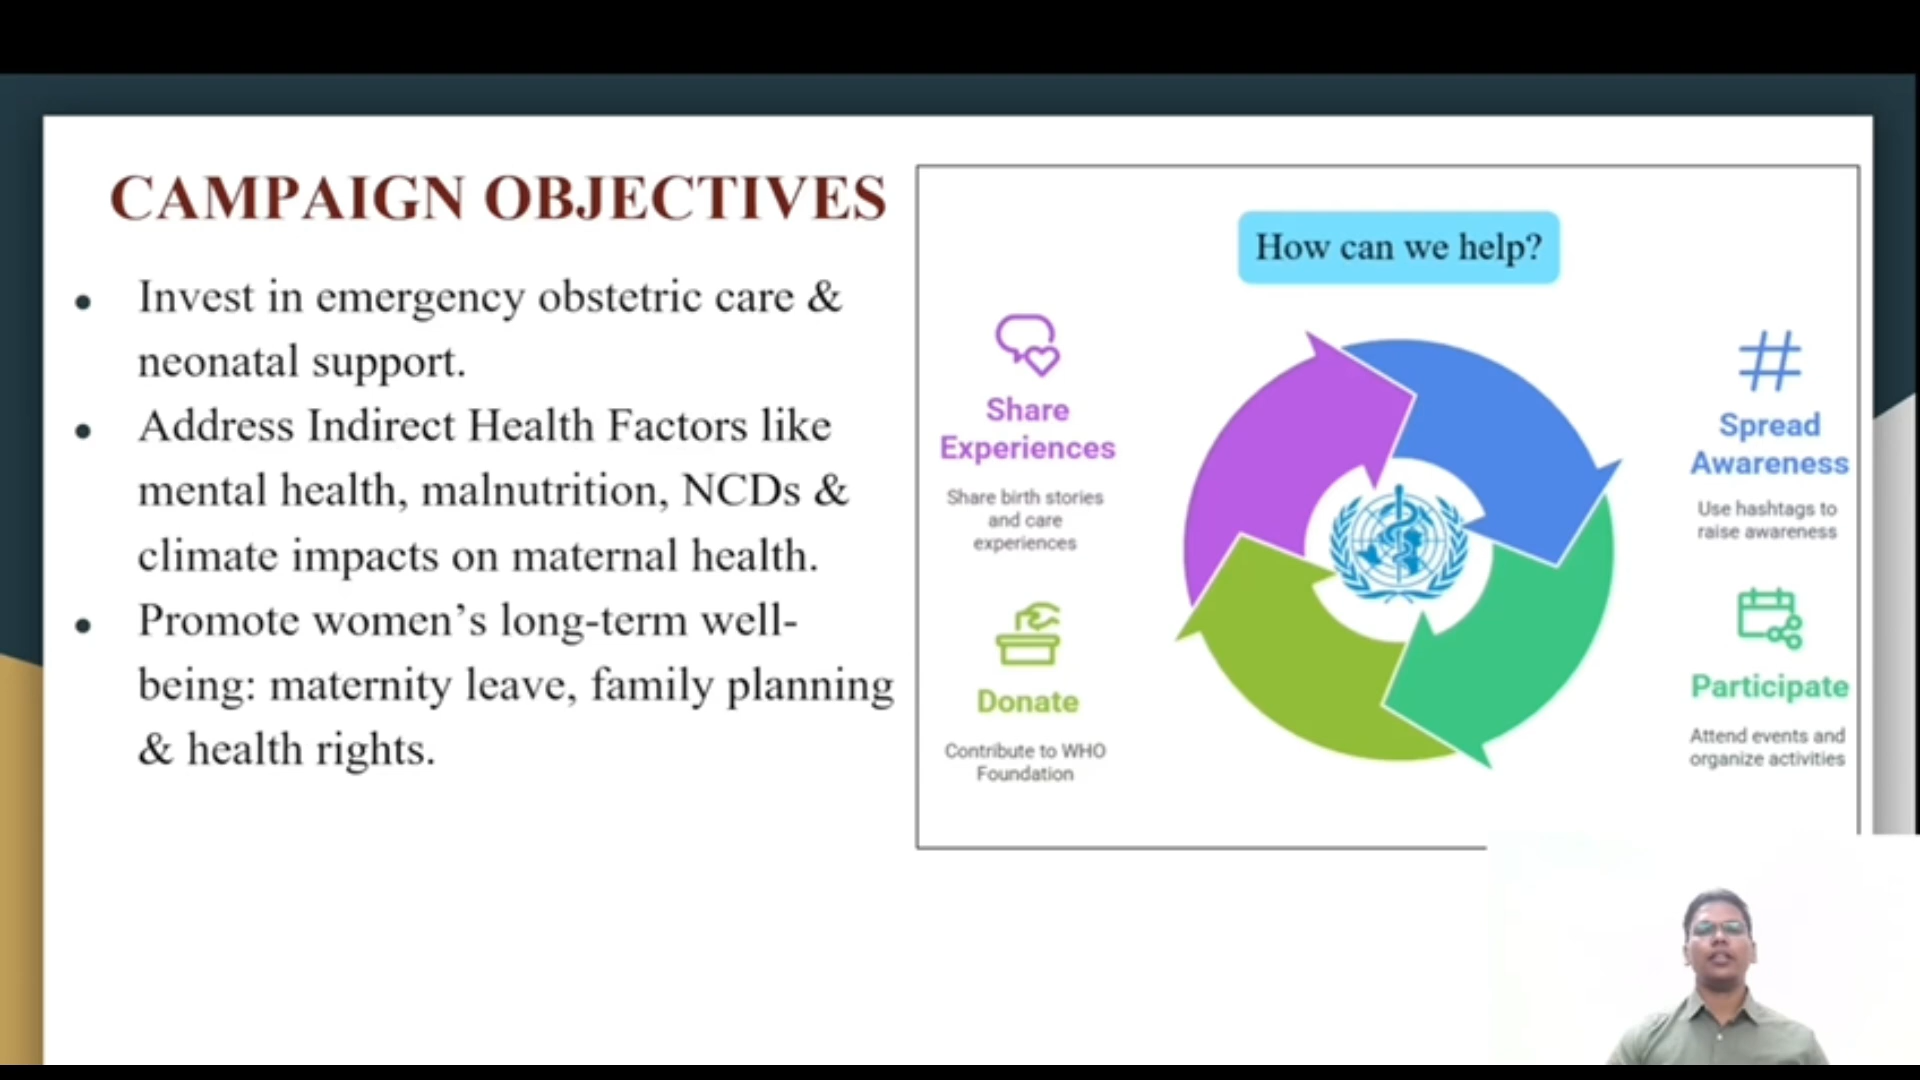 CAMPAIGN OBJECTIVES
Invest in emergency obstetric care &
neonatal support.
Address Indirect Health Factors like
mental health, malnutrition, NCDs &
climate impacts on maternal health.
Promote women’s long-term well-
being: maternity leave, family planning
& health rights.
How can we help?
Share
Experiences
Share birth stories
and care
experiences
Spread
Awareness
Use hashtags to
raise awareness
Donate
Contribute to WHO
Foundation
Participate
Attend events and
organize activities